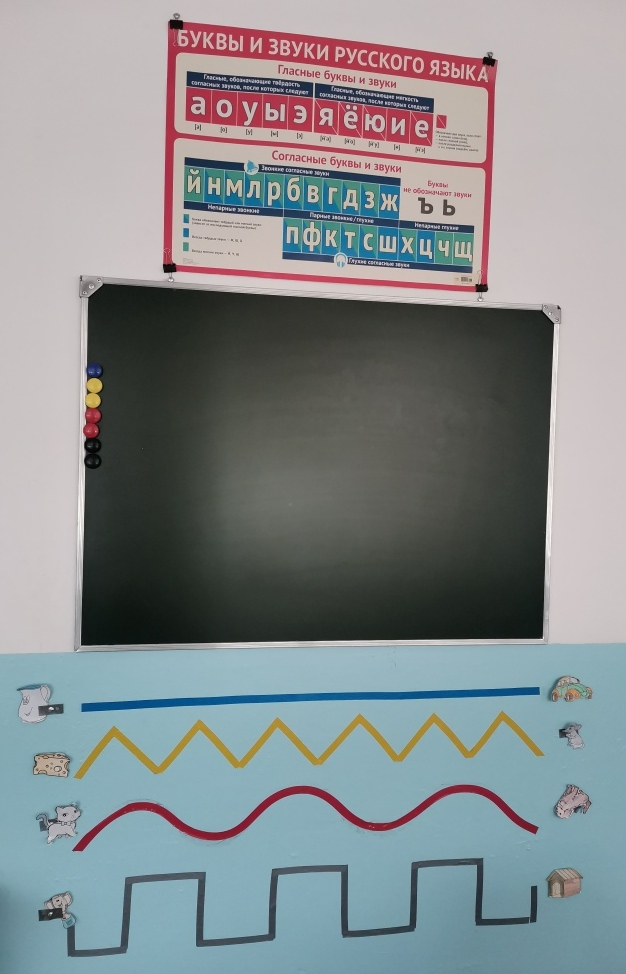 БУКВЫ И ЗВУКИ РУССКОГО ЯЗЫКА
Гласные буквы и звуки
Гласные, обозначающие твёрдость
согласных звуков, после которых следуют
Гласные, обозначающие мягкость
согласных звуков, после которых следуют
а о у ы э я ё ю и е
[а] [о] [у] [ы] [э]
Согласные буквы и звуки
Звонкие согласные звуки
й н м л р б в г д з ж
Непарные звонкие
Парные звонкие/глухие
Непарные глухие
п ф к т с ш х ц ч щ
Глухие согласные звуки
Буквы
не обозначают звуки
Ъ Ь